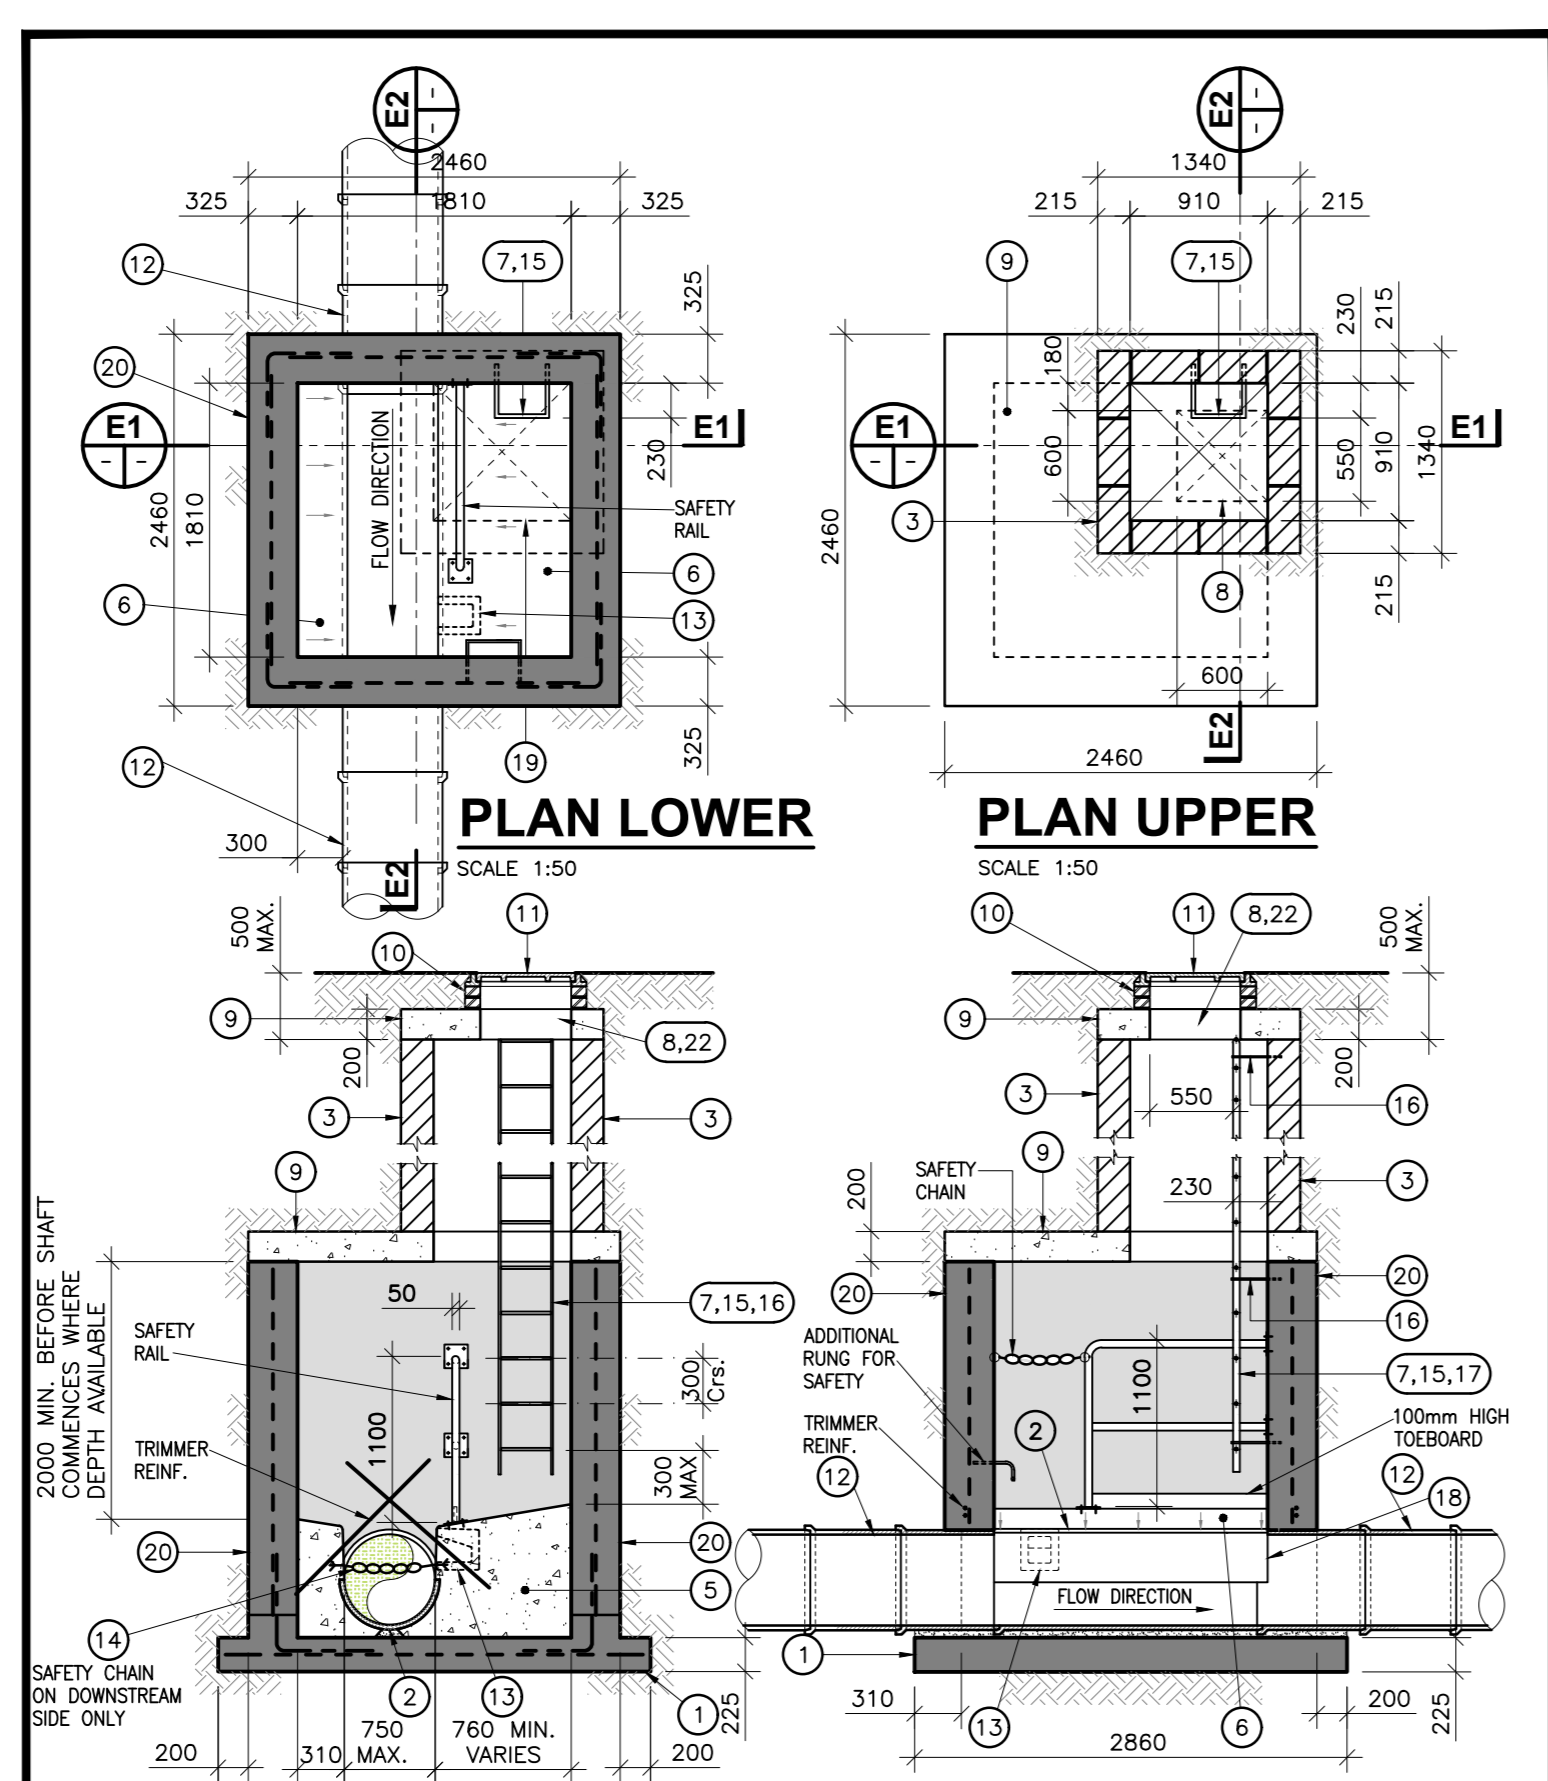 E2
-
-
2460
325
1810
325
12
7,15
325
20
E1
- -
FLOW DIRECTION
E1
230
SAFETY
RAIL
2460
1810
6
6
13
12
19
325
300
E2
PLAN LOWER
SCALE 1:50
E2
-
-
1340
215
910
215
9
7,15
230
215
180
E1
- -
600
550
910
1340
E1
3
2460
8
215
600
E2
2460
PLAN UPPER
SCALE 1:50
500
MAX.
11
10
9
8,22
200
3
3
9
2000 MIN. BEFORE SHAFT
COMMENCES WHERE
DEPTH AVAILABLE
50
7,15,16
SAFETY
RAIL
300
Crs.
1100
TRIMMER
REINF.
300
MAX
20
20
5
14
SAFETY CHAIN
ON DOWNSTREAM
SIDE ONLY
2
13
1
225
200
310
750
MAX.
760 MIN.
VARIES
200
10
11
8,22
500
MAX.
9
200
3
550
16
SAFETY
CHAIN
9
200
230
3
20
20
16
ADDITIONAL
RUNG FOR
SAFETY
1100
7,15,17
TRIMMER
REINF.
2
100mm HIGH
TOEBOARD
12
12
18
FLOW DIRECTION
1
310
13
6
200
225
2860